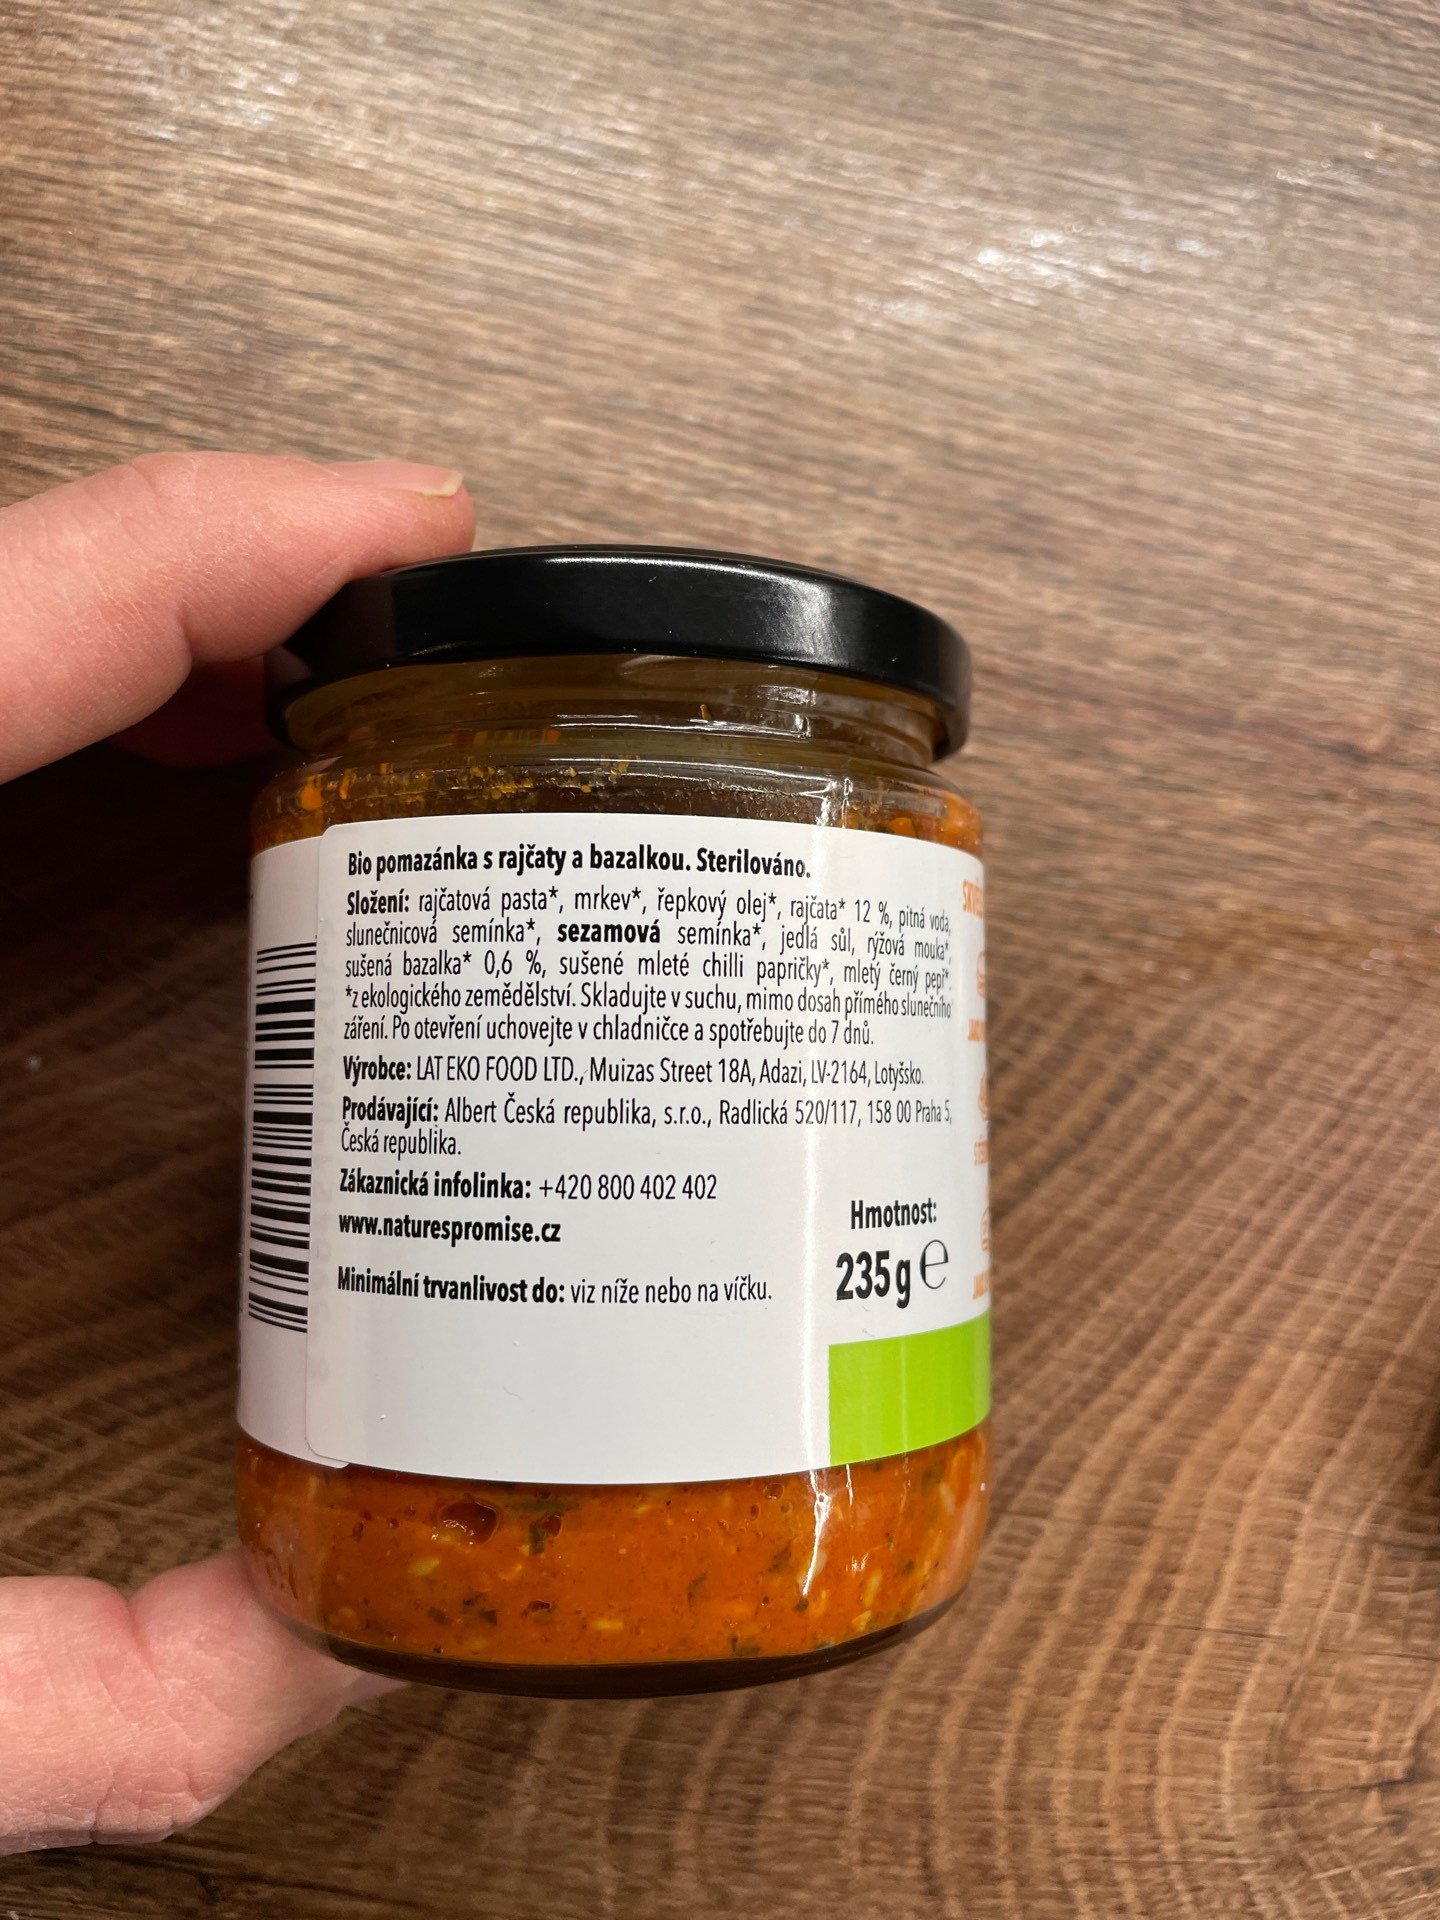 Bio pomazánka s rajčaty a bazalkou. Sterilováno.
Složení: rajčatová pasta*, mrkev*, řepkový olej*, rajčata* 12 %, pitná voda,
slunečnicová semínka*, sezamová semínka*, jedlá sůl, rýžová mouka*,
sušená bazalka* 0,6 %, sušené mleté chilli papričky*, mletý černý pepř*.
*z ekologického zemědělství. Skladujte v suchu, mimo dosah přímého slunečního
záření. Po otevření uchovejte v chladničce a spotřebujte do 7 dnů.
Výrobce: LAT EKO FOOD LTD., Muizas Street 18A, Adazi, LV-2164, Lotyšsko.
Prodávající: Albert Česká republika, s.r.o., Radlická 520/117, 158 00 Praha 5,
Česká republika.
Zákaznická infolinka: +420 800 402 402
www.naturespromise.cz
Hmotnost:
235 g e
Minimální trvanlivost do: viz níže nebo na víčku.